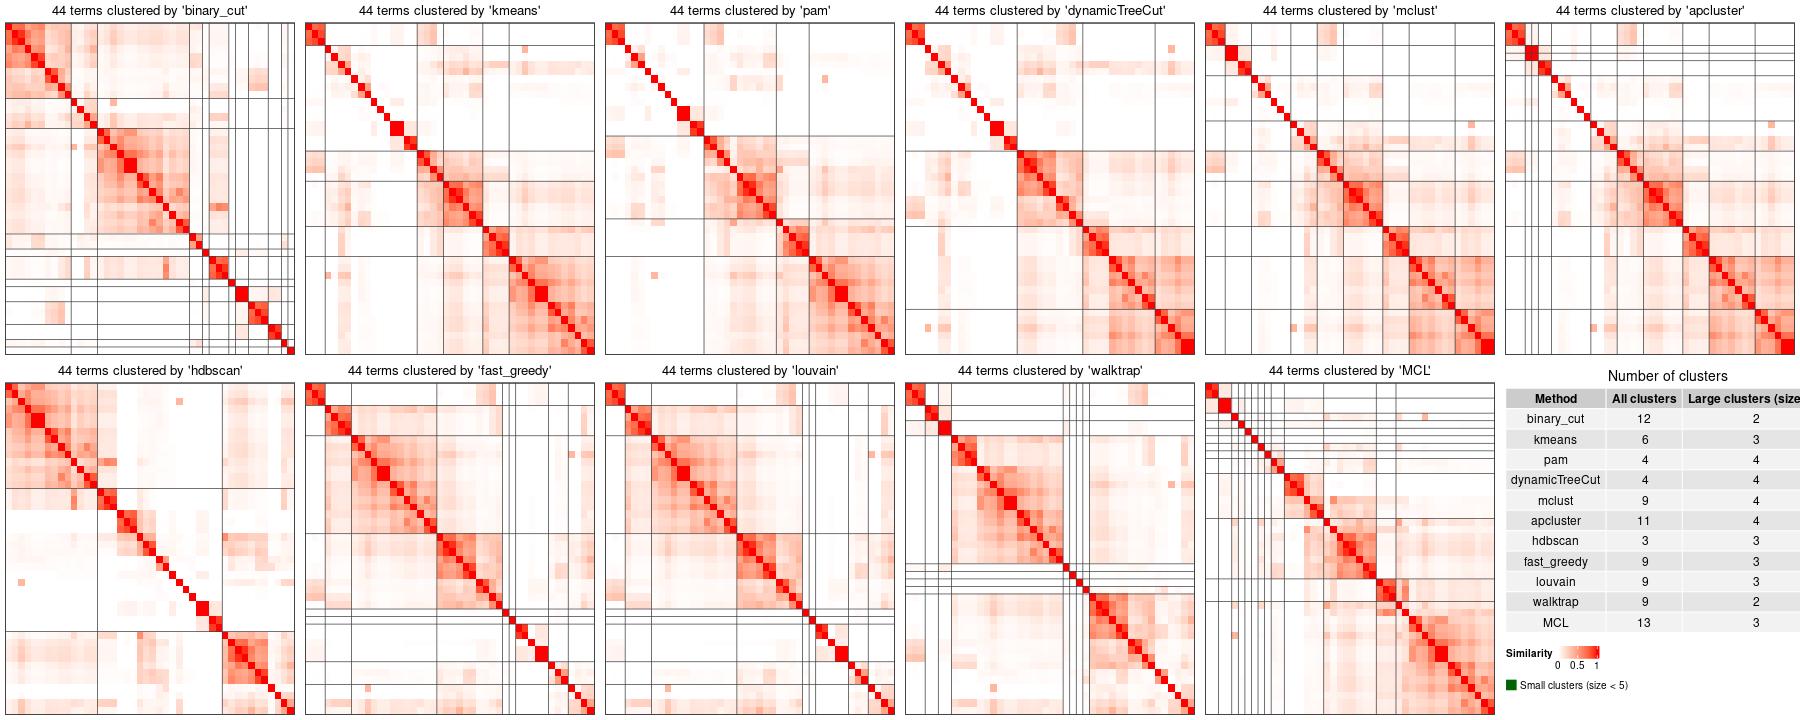 44 terms clustered by 'binary_cut'
44 terms clustered by 'kmeans'
44 terms clustered by 'pam'
44 terms clustered by 'dynamicTreeCut'
44 terms clustered by 'mclust'
44 terms clustered by 'apcluster'
44 terms clustered by 'hdbscan'
44 terms clustered by 'fast_greedy'
44 terms clustered by 'louvain'
44 terms clustered by 'walktrap'
44 terms clustered by 'MCL'
Number of clusters
Method All clusters Large clusters (size
binary_cut 12 2
kmeans 6 3
pam 4 4
dynamicTreeCut 4 4
mclust 9 4
apcluster 11 4
hdbscan 3 3
fast_greedy 9 3
louvain 9 3
walktrap 9 2
MCL 13 3
Similarity
0 0.5 1
Small clusters (size < 5)